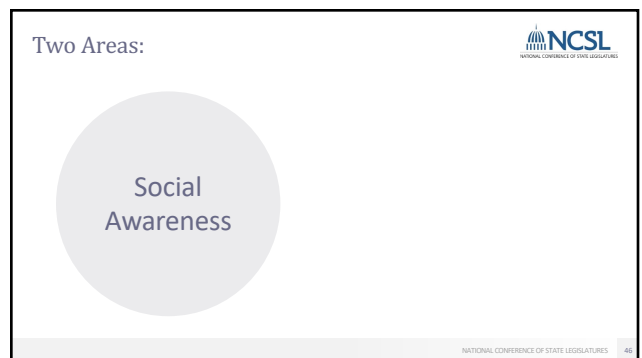 Two Areas:
NCSL
NATIONAL CONFERENCE OF STATE LEGISLATURES
Social
Awareness
NATIONAL CONFERENCE OF STATE LEGISLATURES 46